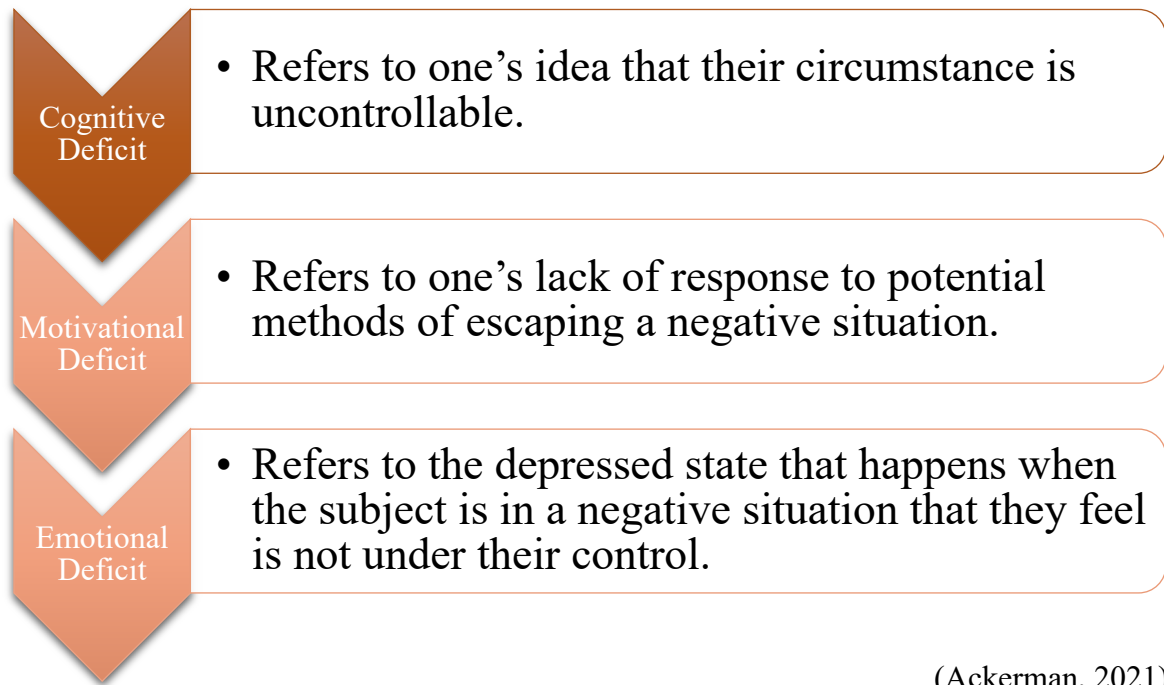 Cognitive
Deficit
• Refers to one’s idea that their circumstance is
uncontrollable.
Motivational
Deficit
• Refers to one’s lack of response to potential
methods of escaping a negative situation.
Emotional
Deficit
• Refers to the depressed state that happens when
the subject is in a negative situation that they feel
is not under their control.
(Ackerman, 2021)